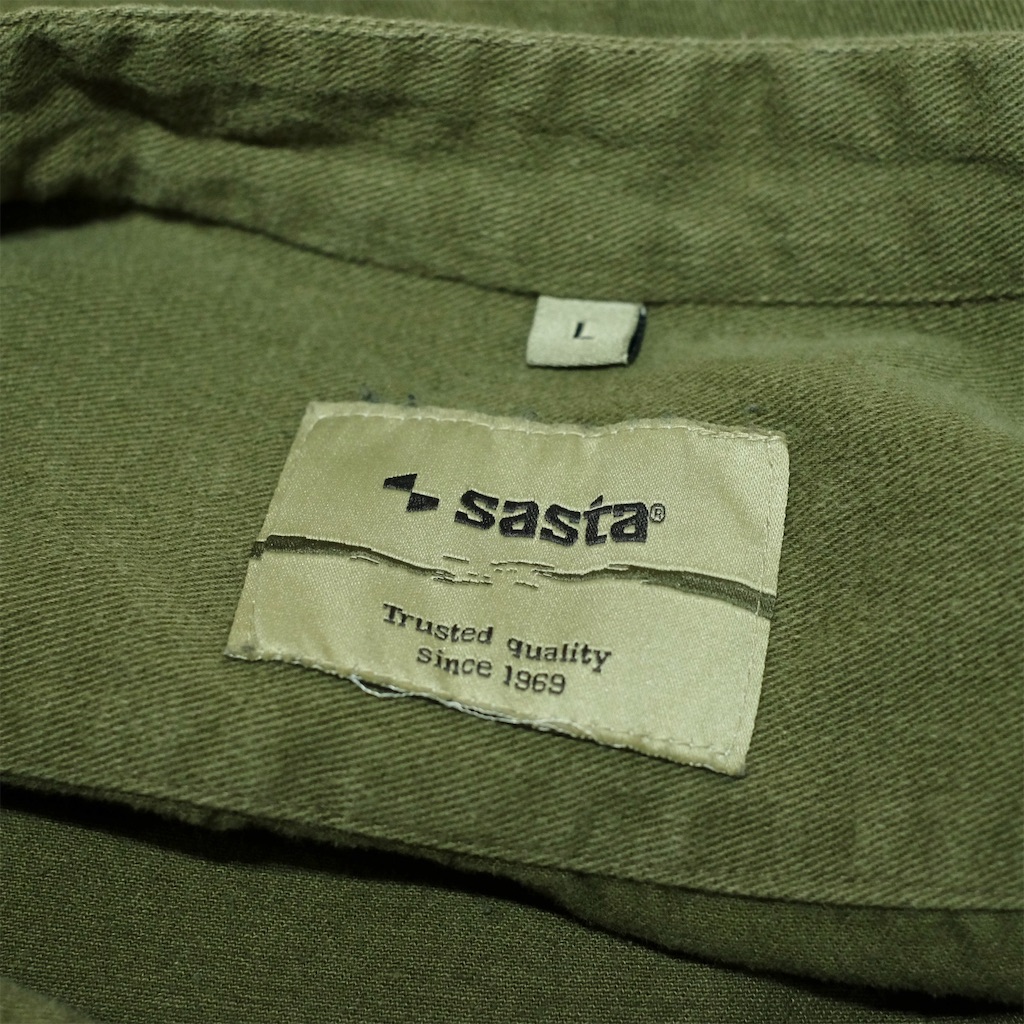 L
sasta®
Trusted quality
since 1969